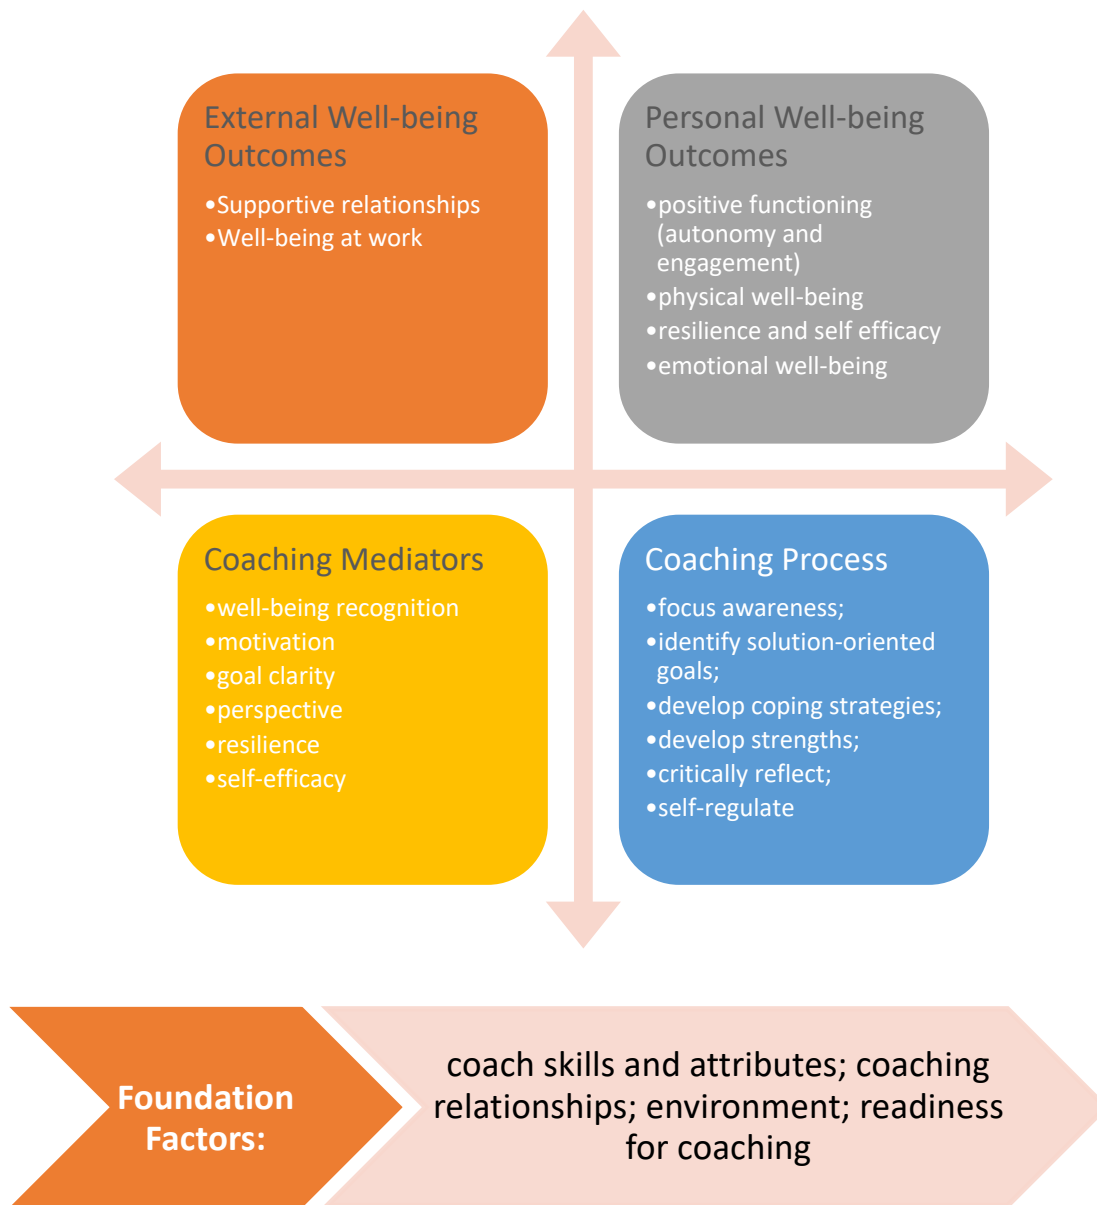 External Well-being
Outcomes
•Supportive relationships
•Well-being at work
Personal Well-being
Outcomes
•positive functioning
(autonomy and
engagement)
•physical well-being
•resilience and self efficacy
•emotional well-being
Coaching Mediators
•well-being recognition
•motivation
•goal clarity
•perspective
•resilience
•self-efficacy
Coaching Process
•focus awareness;
•identify solution-oriented
goals;
•develop coping strategies;
•develop strengths;
•critically reflect;
•self-regulate
Foundation
Factors:
coach skills and attributes; coaching
relationships; environment; readiness
for coaching